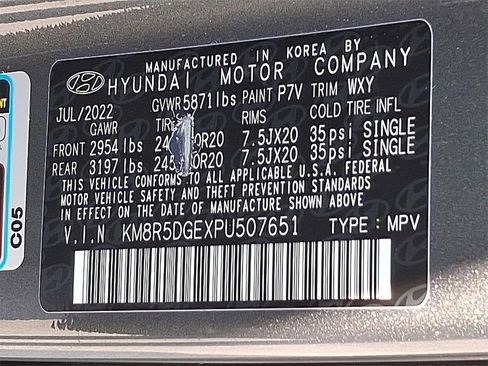 MANUFACTURED IN KOREA BY
HYUNDAI MOTOR COMPANY
JUL/2022 GVWR 5871lbs PAINT P7V TRIM WXY
GAWR RIMS COLD TIRE INFL
FRONT 2954 lbs 7.5JX20 35psi SINGLE
REAR 3197 lbs 7.5JX20 35psi SINGLE
THIS VEHICLE CONFORMS TO ALL APPLICABLE U.S.A. FEDERAL
MOTOR VEHICLE SAFETY AND THEFT PREVENTION STANDARDS
IN EFFECT ON THE DATE OF MANUFACTURE SHOWN ABOVE.
V.I.N KM8R5DGEXPU507651 TYPE : MPV
C05